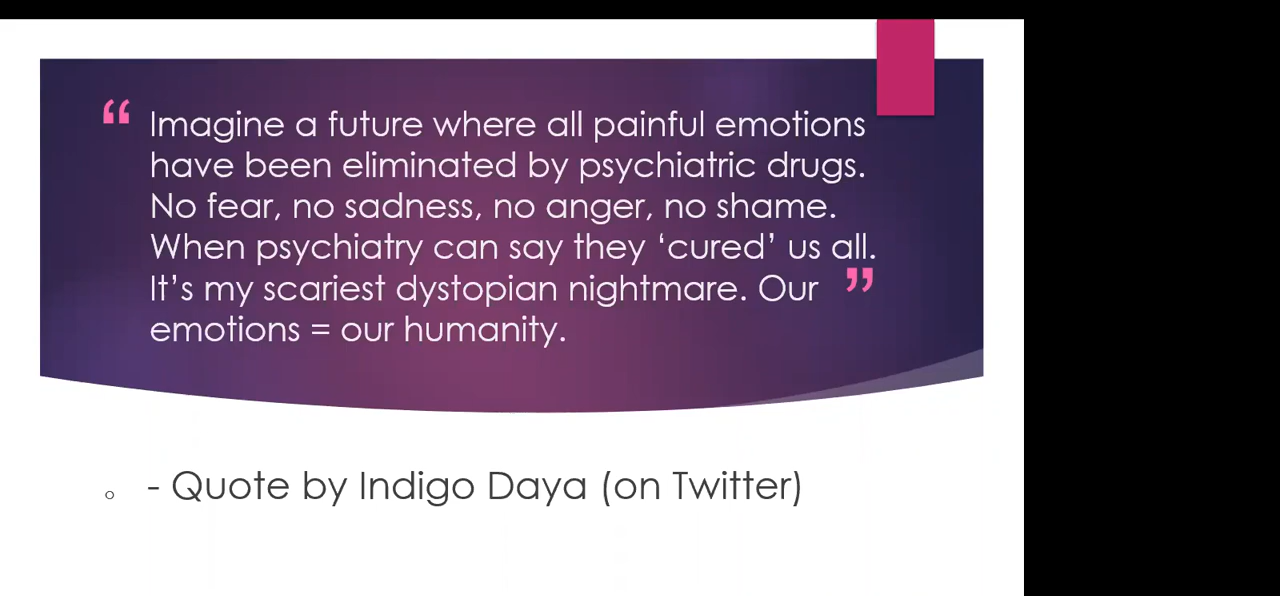 “ Imagine a future where all painful emotions
have been eliminated by psychiatric drugs.
No fear, no sadness, no anger, no shame.
When psychiatry can say they ‘cured’ us all.
It’s my scariest dystopian nightmare. Our ”
emotions = our humanity.
- Quote by Indigo Daya (on Twitter)